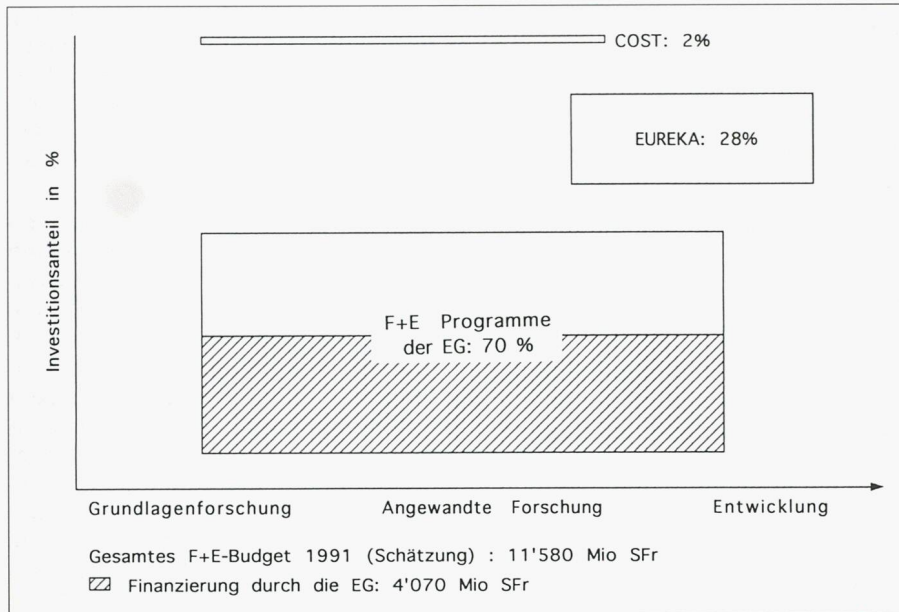 COST: 2%
EUREKA: 28%
Investitionsanteil in %
F+E Programme
der EG: 70 %
Grundlagenforschung Angewandte Forschung Entwicklung
Gesamtes F+E-Budget 1991 (Schätzung) : 11'580 Mio SFr
Finanzierung durch die EG: 4'070 Mio SFr